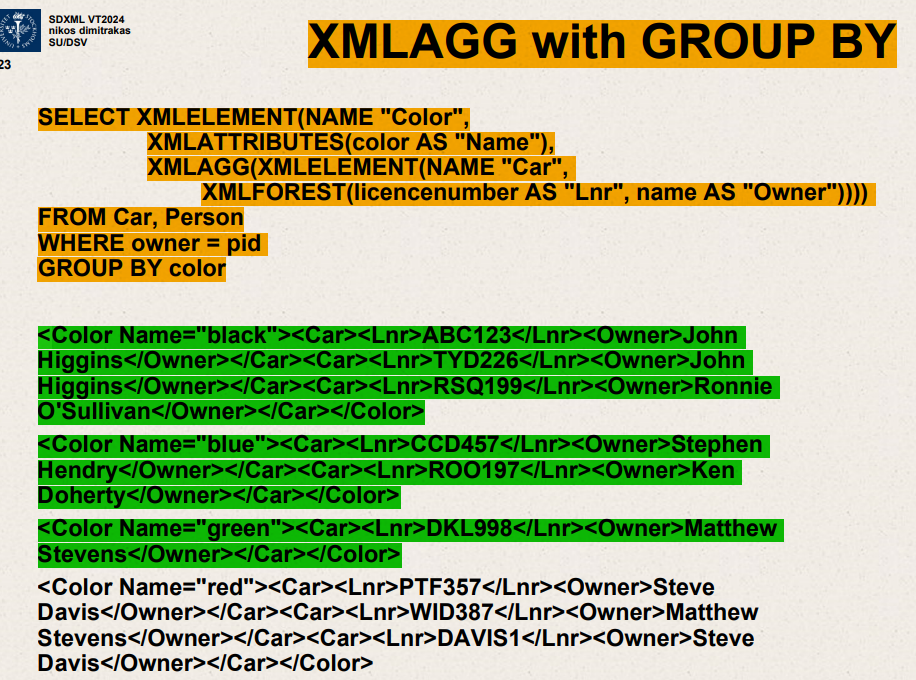 SDXML VT2024
nikos dimitrakas
SU/DSV
23
XMLAGG with GROUP BY
SELECT XMLELEMENT(NAME "Color",
XMLATTRIBUTES(color AS "Name"),
XMLAGG(XMLELEMENT(NAME "Car",
XMLFOREST(licencenumber AS "Lnr", name AS "Owner"))))
FROM Car, Person
WHERE owner = pid
GROUP BY color
<Color Name="black"><Car><Lnr>ABC123</Lnr><Owner>John
Higgins</Owner></Car><Car><Lnr>TYD226</Lnr><Owner>John
Higgins</Owner></Car><Car><Lnr>RSQ199</Lnr><Owner>Ronnie
O'Sullivan</Owner></Car></Color>
<Color Name="blue"><Car><Lnr>CCD457</Lnr><Owner>Stephen
Hendry</Owner></Car><Car><Lnr>ROO197</Lnr><Owner>Ken
Doherty</Owner></Car></Color>
<Color Name="green"><Car><Lnr>DKL998</Lnr><Owner>Matthew
Stevens</Owner></Car></Color>
<Color Name="red"><Car><Lnr>PTF357</Lnr><Owner>Steve
Davis</Owner></Car><Car><Lnr>WID387</Lnr><Owner>Matthew
Stevens</Owner></Car><Car><Lnr>DAVIS1</Lnr><Owner>Steve
Davis</Owner></Car></Color>